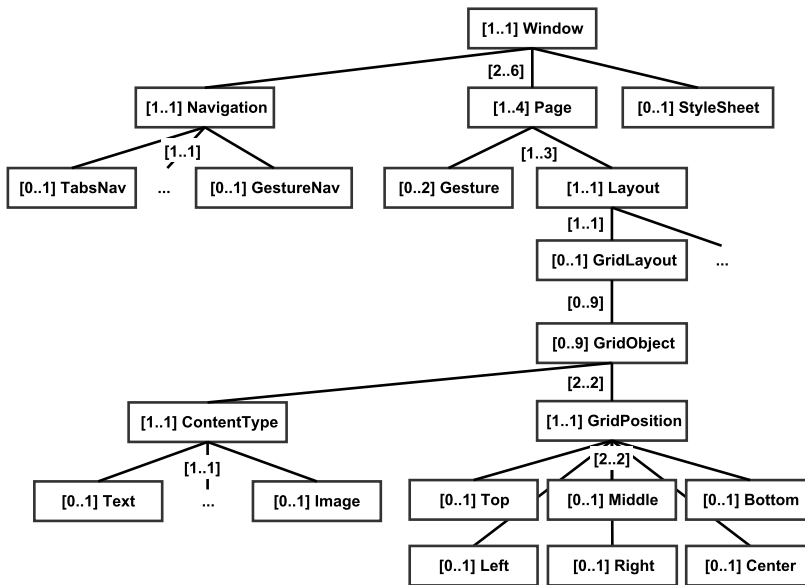 [1..1] Window
[2..6]
[1..1] Navigation
[1..4] Page
[0..1] StyleSheet
[1..1]
[1..3]
[0..1] TabsNav
...
[0..1] GestureNav
[0..2] Gesture
[1..1] Layout
[1..1]
[0..1] GridLayout
...
[0..9]
[0..9] GridObject
[2..2]
[1..1] ContentType
[1..1] GridPosition
[1..1]
[2..2]
[0..1] Text
...
[0..1] Image
[0..1] Top
[0..1] Middle
[0..1] Bottom
[0..1] Left
[0..1] Right
[0..1] Center